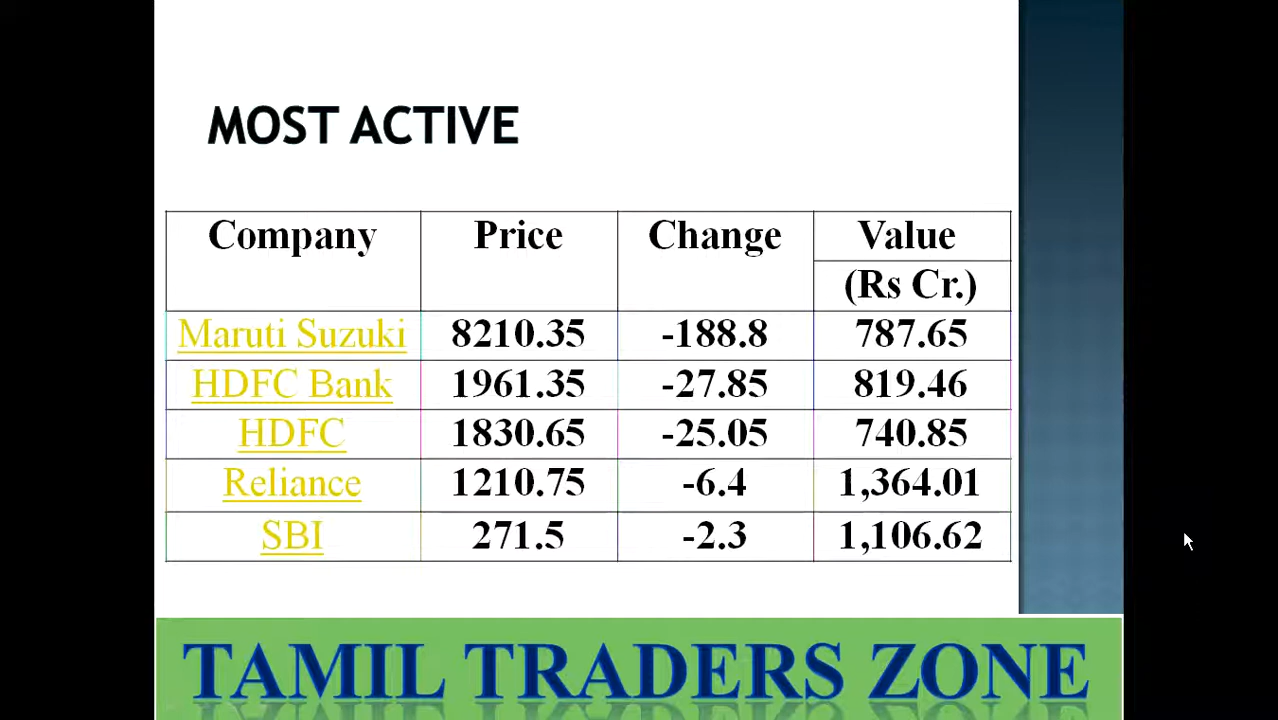 MOST ACTIVE
Company Price Change Value
(Rs Cr.)
Maruti Suzuki 8210.35 -188.8 787.65
HDFC Bank 1961.35 -27.85 819.46
HDFC 1830.65 -25.05 740.85
Reliance 1210.75 -6.4 1,364.01
SBI 271.5 -2.3 1,106.62
TAMIL TRADERS ZONE